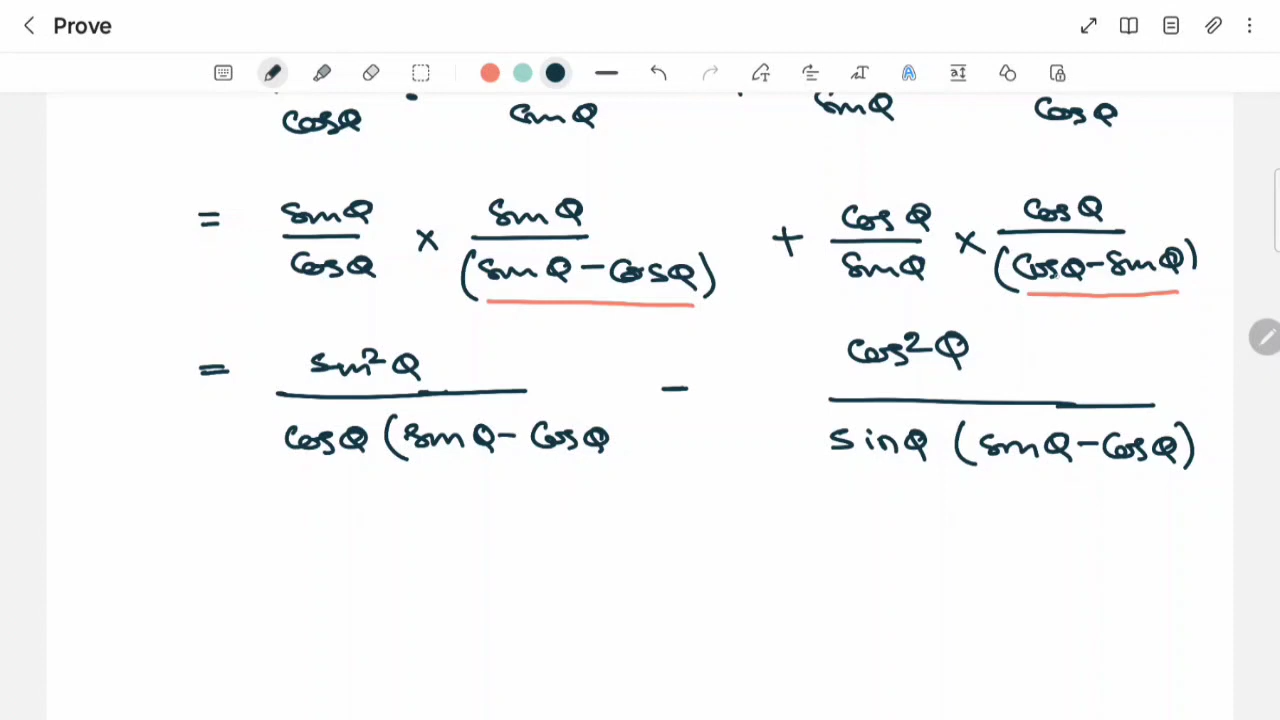 Prove
cosθ sinθ sinθ cosθ
= sinθ/cosθ × sinθ/(sinθ-cosθ) + cosθ/sinθ × cosθ/(cosθ-sinθ)
= sin²θ/cosθ(sinθ-cosθ - cos²θ/sinθ(sinθ-cosθ)